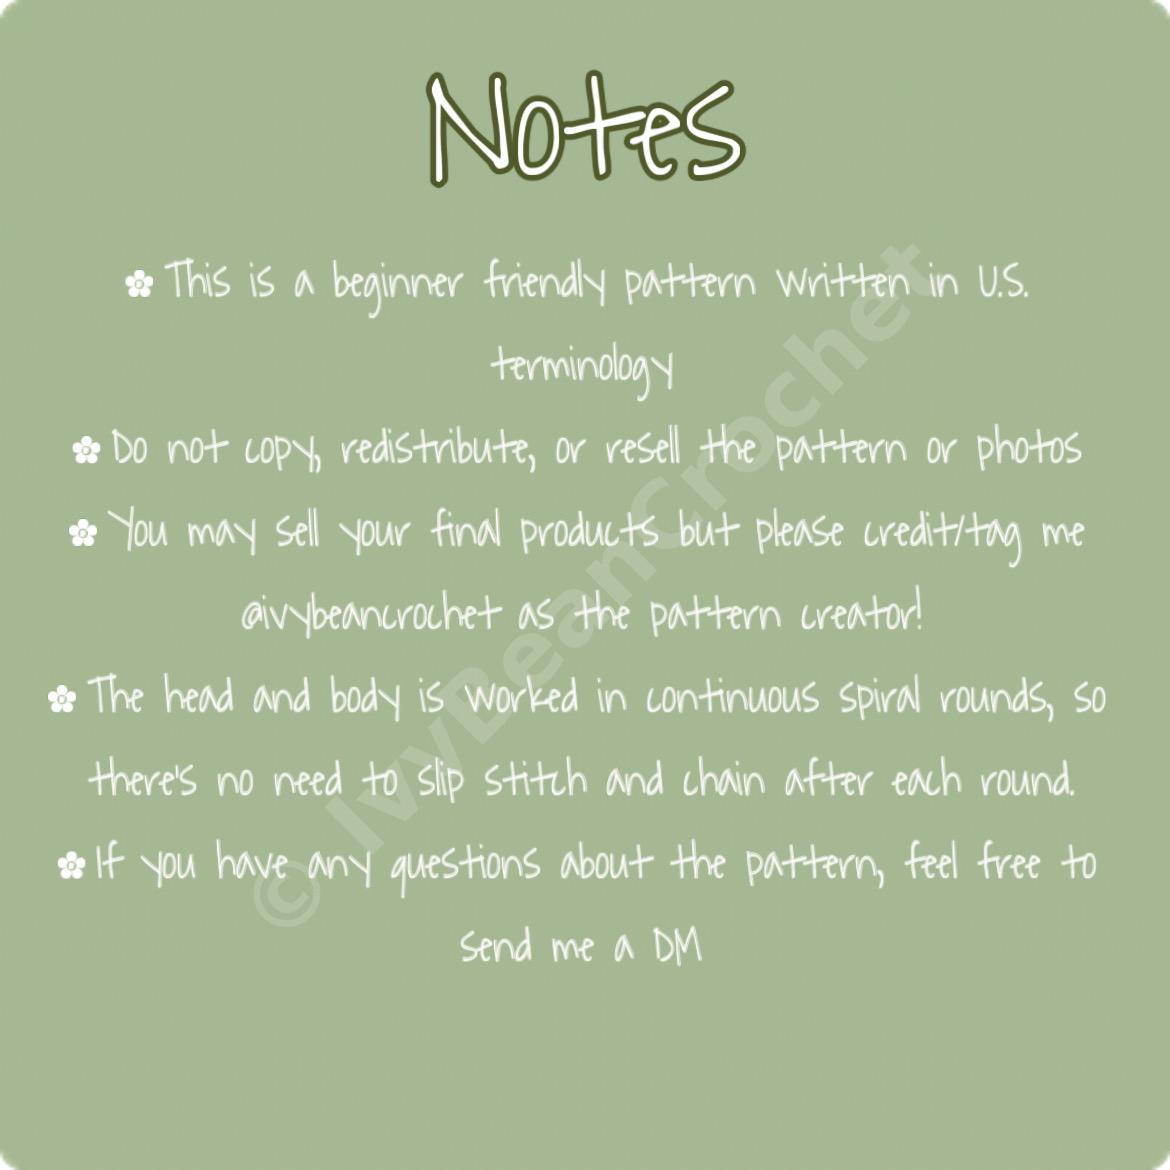 Notes
✿ This is a beginner friendly pattern written in U.S.
terminology
✿ Do not copy, redistribute, or resell the pattern or photos
✿ You may sell your final products but please credit/tag me
@ivybeancrochet as the pattern creator!
✿ The head and body is worked in continuous spiral rounds, so
there's no need to slip stitch and chain after each round.
✿ If you have any questions about the pattern, feel free to
send me a DM
© IvyBeanCrochet